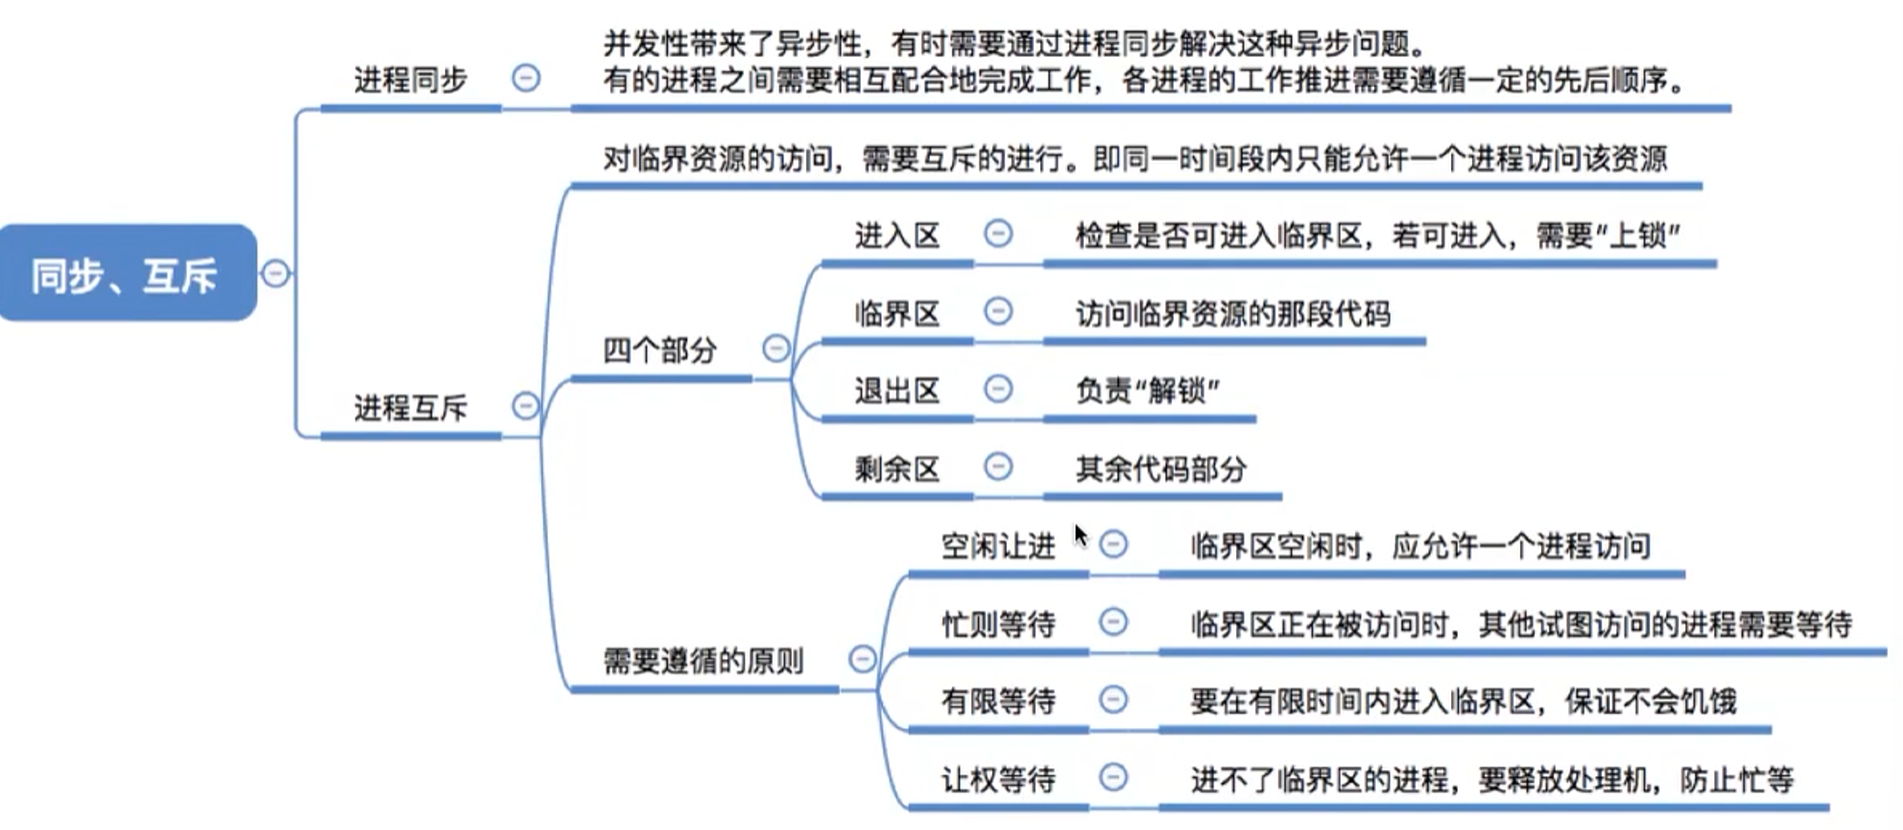 并发性带来了异步性，有时需要通过进程同步解决这种异步问题。
进程同步
有的进程之间需要相互配合地完成工作，各进程的工作推进需要遵循一定的先后顺序。
对临界资源的访问，需要互斥的进行。即同一时间段内只能允许一个进程访问该资源
同步、互斥
进程互斥
四个部分
进入区
检查是否可进入临界区，若可进入，需要“上锁”
临界区
访问临界资源的那段代码
退出区
负责“解锁”
剩余区
其余代码部分
需要遵循的原则
空闲让进
临界区空闲时，应允许一个进程访问
忙则等待
临界区正在被访问时，其他试图访问的进程需要等待
有限等待
要在有限时间内进入临界区，保证不会饥饿
让权等待
进不了临界区的进程，要释放处理机，防止忙等